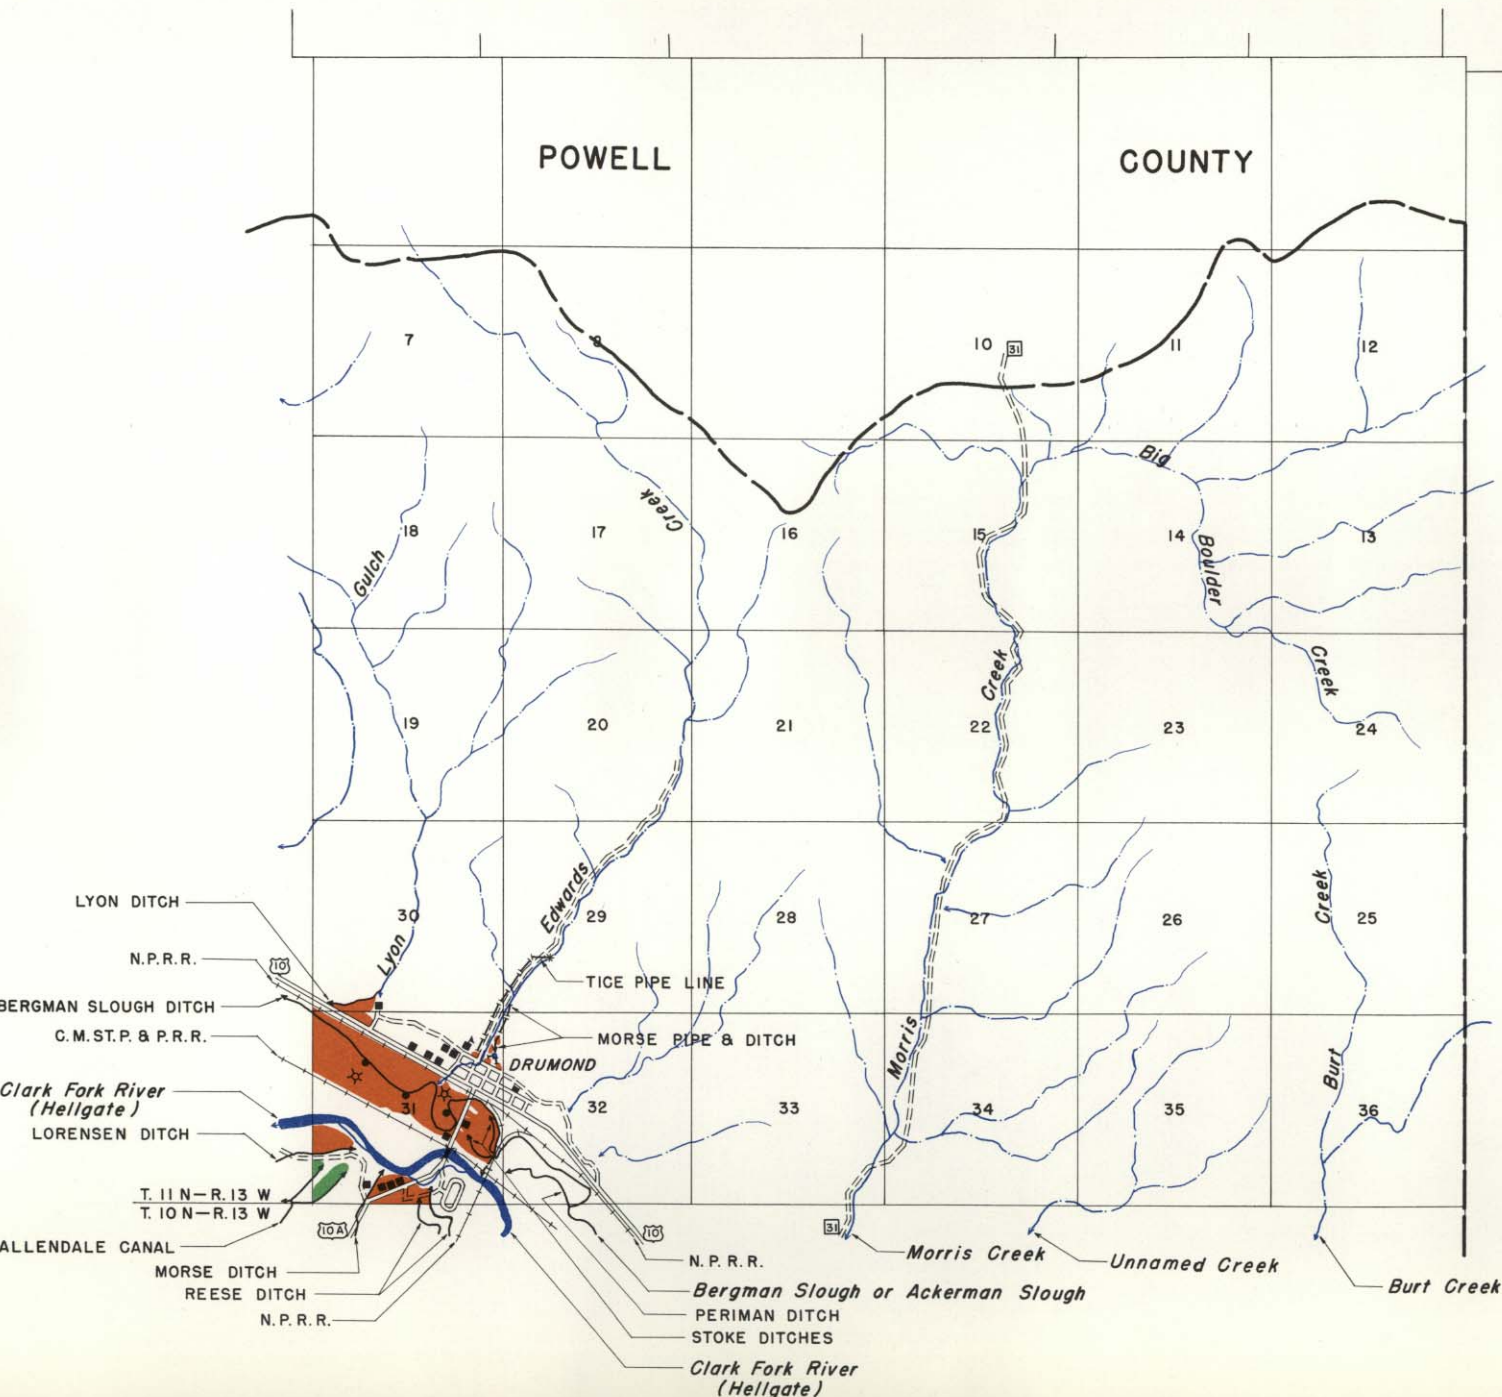 POWELL COUNTY
7 8 10 31 11 12
Big
Creek
Gulch
18 17 16 15 14 13
Boulder
Creek
Creek
19 20 21 22 23 24
Edwards
Creek
LYON DITCH
30 29 28 27 26 25
Lyon
N.P.R.R.
10
TICE PIPE LINE
BERGMAN SLOUGH DITCH
C.M.ST.P. & P.R.R.
MORSE PIPE & DITCH
Morris
DRUMOND
Burt
Clark Fork River
(Hellgate)
31 32 33 34 35 36
LORENSEN DITCH
T. 11 N-R. 13 W
T. 10 N-R. 13 W
10A
10
31
ALLENDALE CANAL
N.P.R.R.
Morris Creek
Unnamed Creek
MORSE DITCH
REESE DITCH
Bergman Slough or Ackerman Slough
Burt Creek
N.P.R.R.
PERIMAN DITCH
STOKE DITCHES
Clark Fork River
(Hellgate)